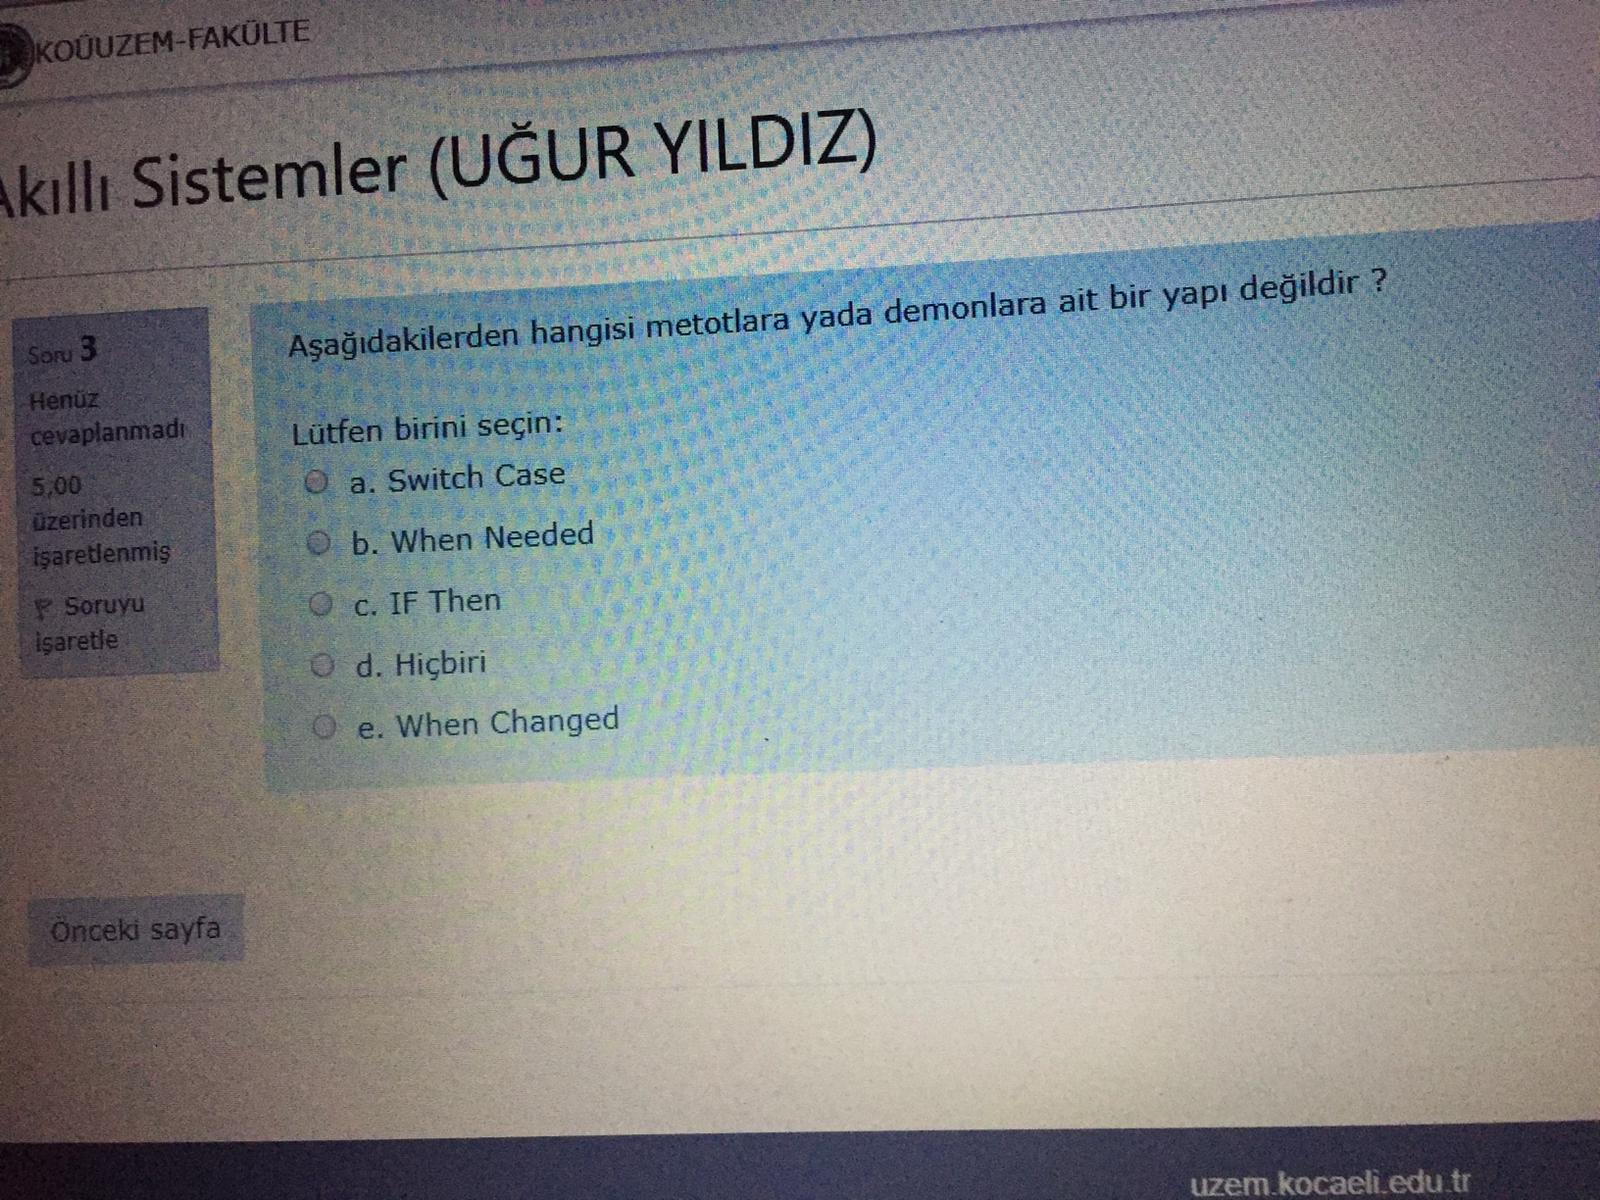 KOÜUZEM-FAKÜLTE
Akıllı Sistemler (UĞUR YILDIZ)
Soru 3
Henüz
cevaplanmadı
5,00
üzerinden
işaretlenmiş
Soruyu
işaretle
Aşağıdakilerden hangisi metotlara yada demonlara ait bir yapı değildir ?
Lütfen birini seçin:
a. Switch Case
b. When Needed
c. IF Then
d. Hiçbiri
e. When Changed
Önceki sayfa
uzem.kocaeli.edu.tr